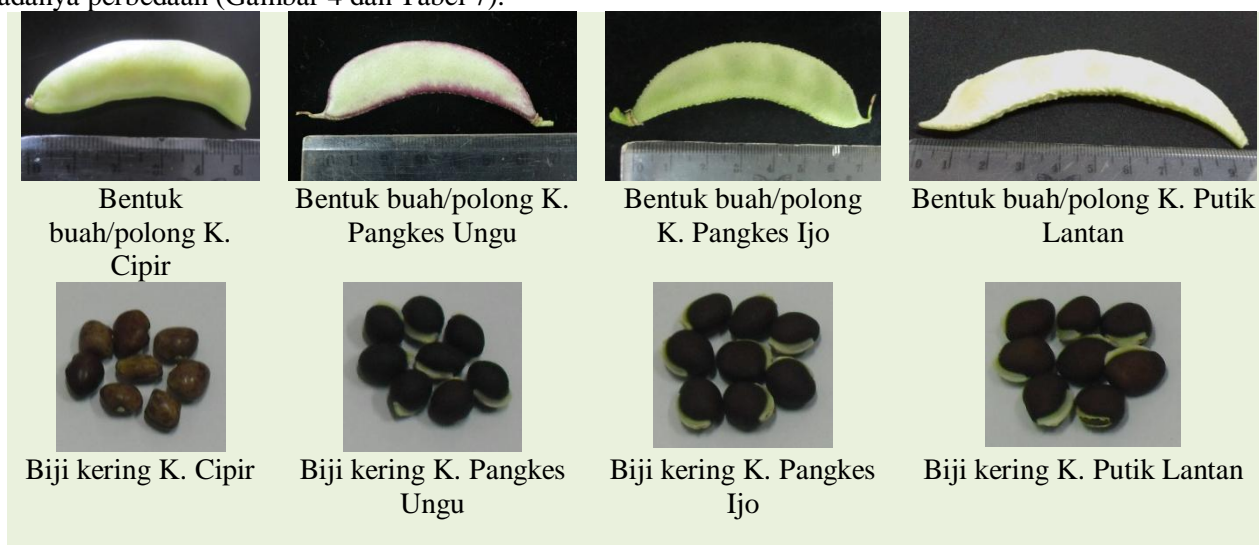 adanya perbedaan (Gambar 4 dan Tabel 7).
Bentuk
buah/polong K.
Cipir
Bentuk buah/polong K.
Pangkes Ungu
Bentuk buah/polong
K. Pangkes Ijo
Bentuk buah/polong K. Putik
Lantan
Biji kering K. Cipir
Biji kering K. Pangkes
Ungu
Biji kering K. Pangkes
Ijo
Biji kering K. Putik Lantan